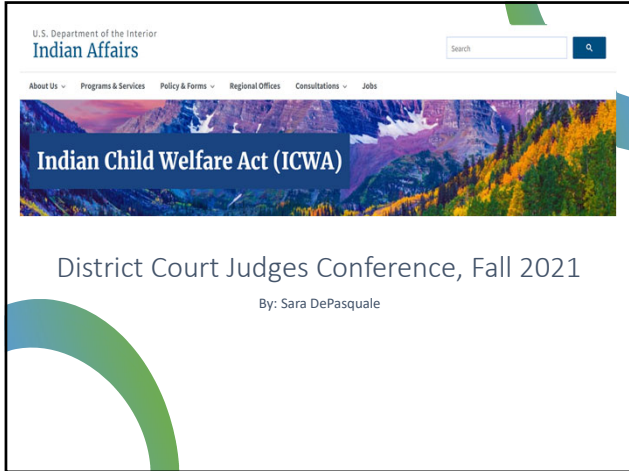 U.S. Department of the Interior
Indian Affairs
Search
About Us Programs & Services Policy & Forms Regional Offices Consultations Jobs
Indian Child Welfare Act (ICWA)
District Court Judges Conference, Fall 2021
By: Sara DePasquale